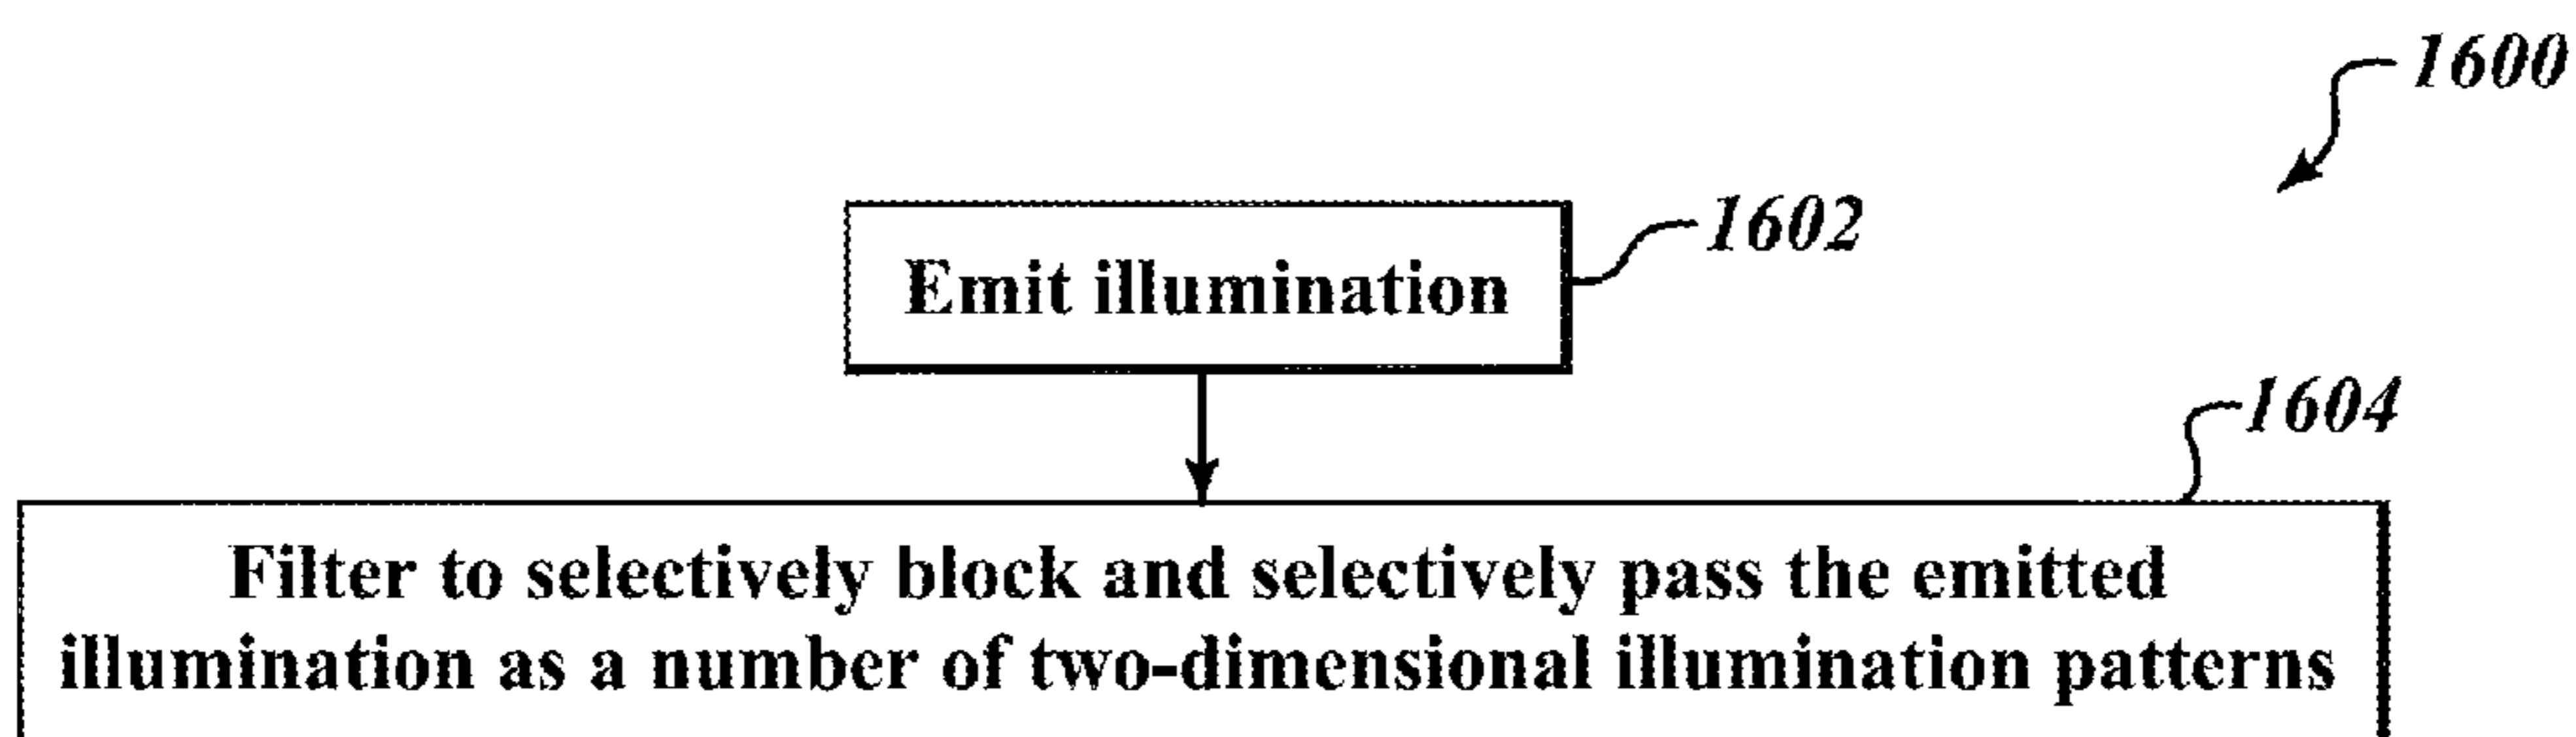 1600
1602
Emit illumination
1604
Filter to selectively block and selectively pass the emitted
illumination as a number of two-dimensional illumination patterns